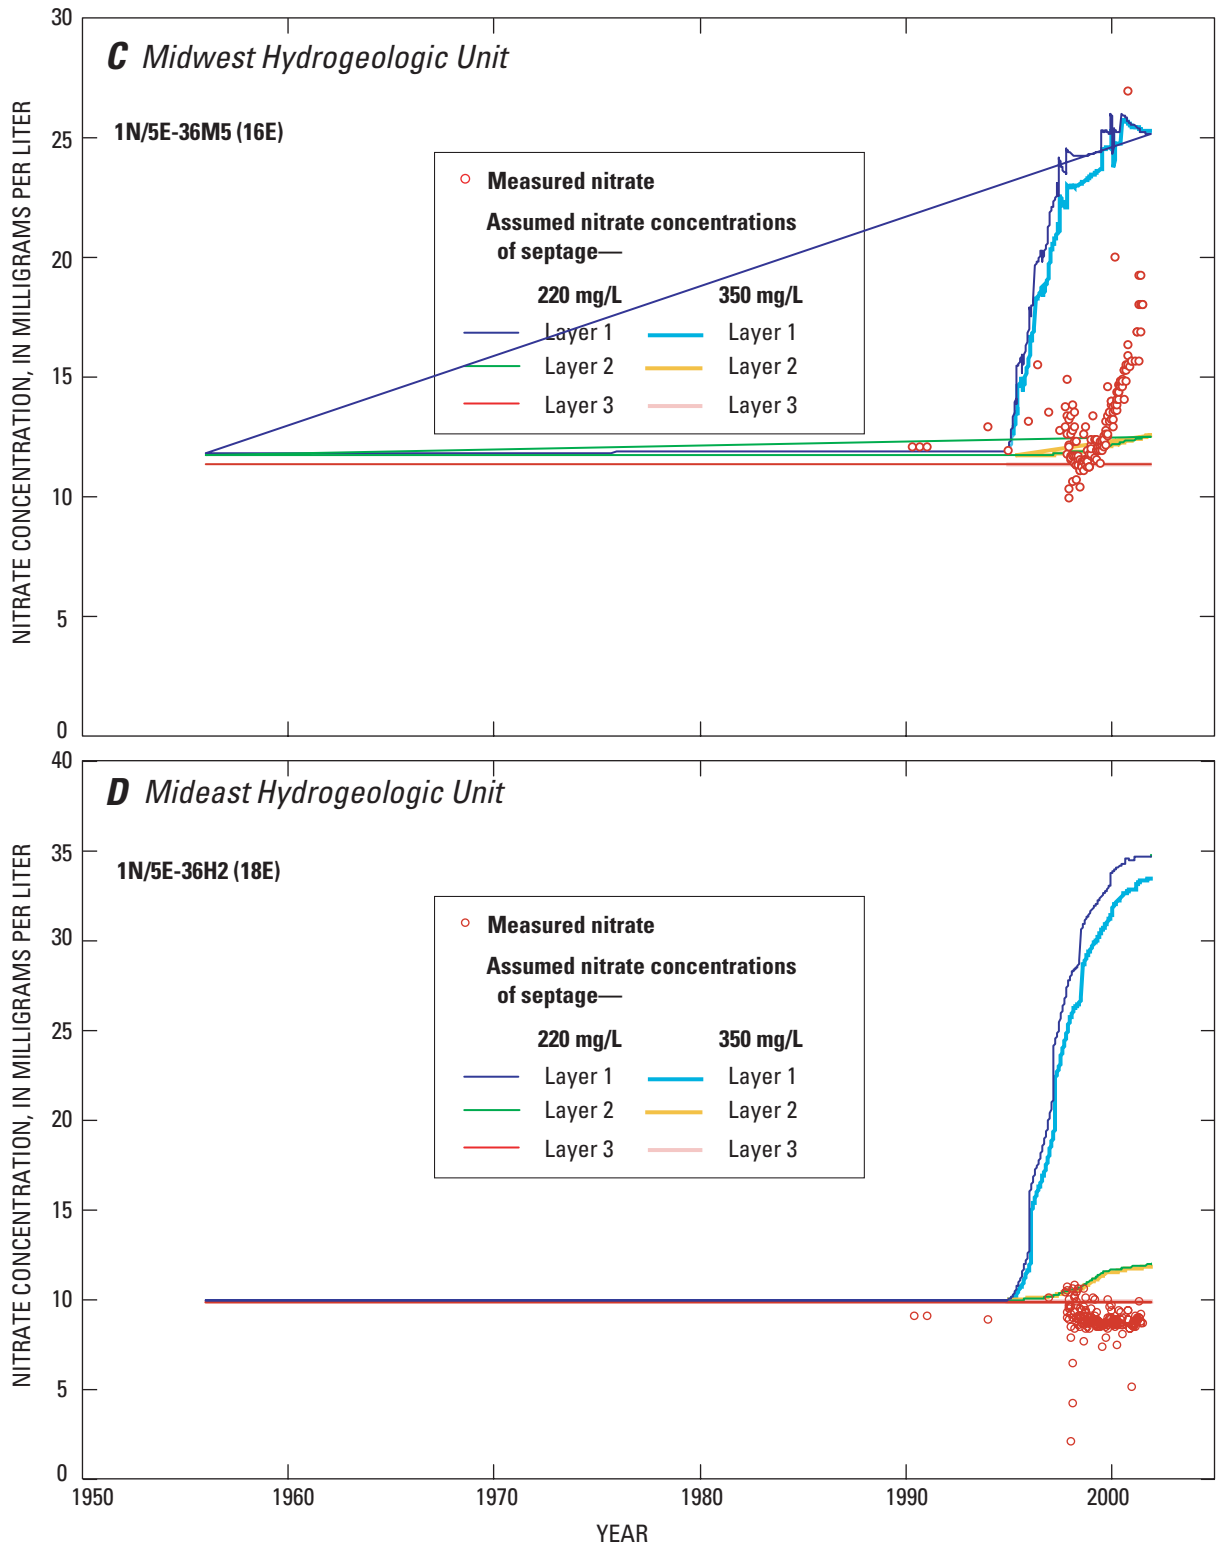 30
25
20
15
10
5
0
NITRATE CONCENTRATION, IN MILLIGRAMS PER LITER
C Midwest Hydrogeologic Unit
1N/5E-36M5 (16E)
Measured nitrate
Assumed nitrate concentrations
of septage—
220 mg/L 350 mg/L
Layer 1 Layer 1
Layer 2 Layer 2
Layer 3 Layer 3
40
35
30
25
20
15
10
5
0
NITRATE CONCENTRATION, IN MILLIGRAMS PER LITER
D Mideast Hydrogeologic Unit
1N/5E-36H2 (18E)
Measured nitrate
Assumed nitrate concentrations
of septage—
220 mg/L 350 mg/L
Layer 1 Layer 1
Layer 2 Layer 2
Layer 3 Layer 3
1950 1960 1970 1980 1990 2000
YEAR